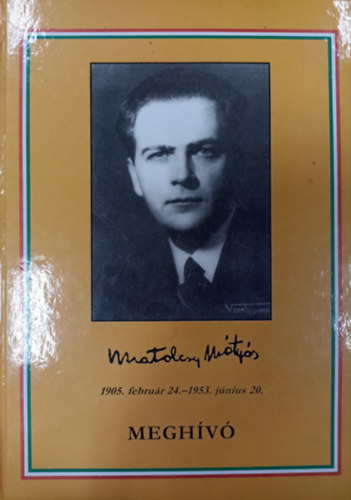 Matolcsy Mátyás
1905. február 24.–1953. június 20.
MEGHÍVÓ